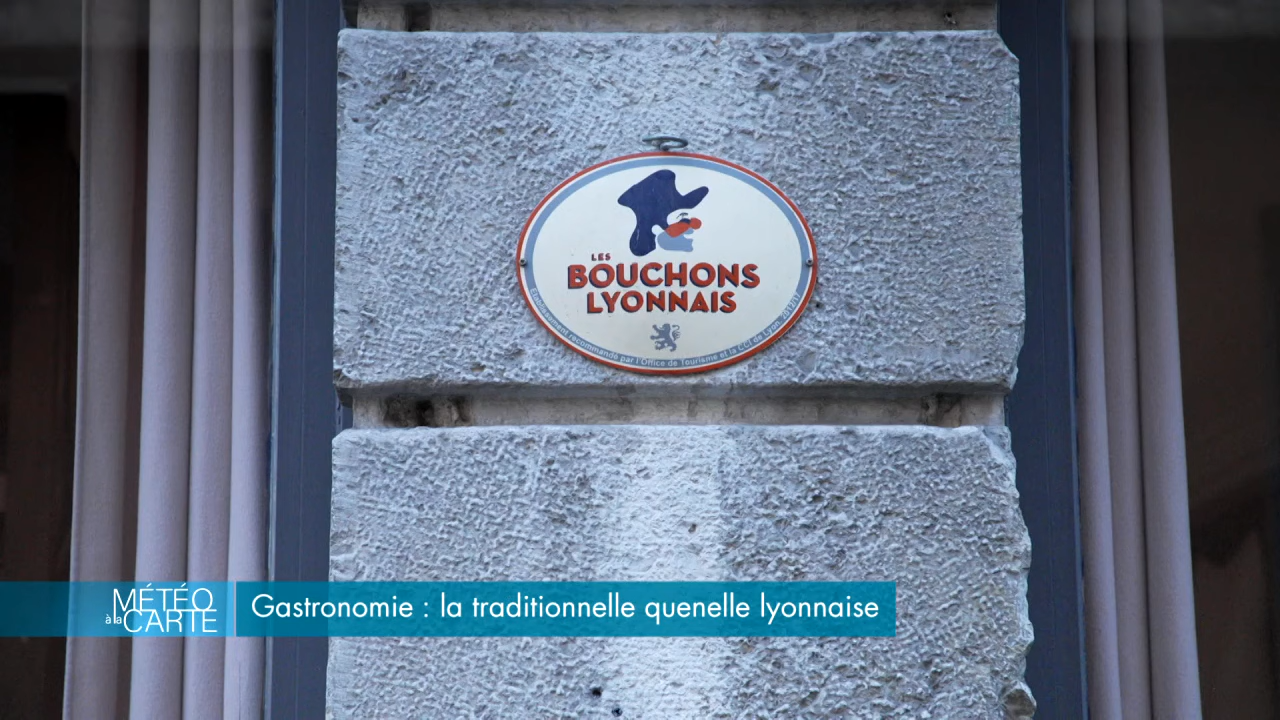 LES
BOUCHONS
LYONNAIS
Etablissement recommandé par l'Office de Tourisme et la CCI de Lyon
MÉTÉO
à la CARTE
Gastronomie : la traditionnelle quenelle lyonnaise